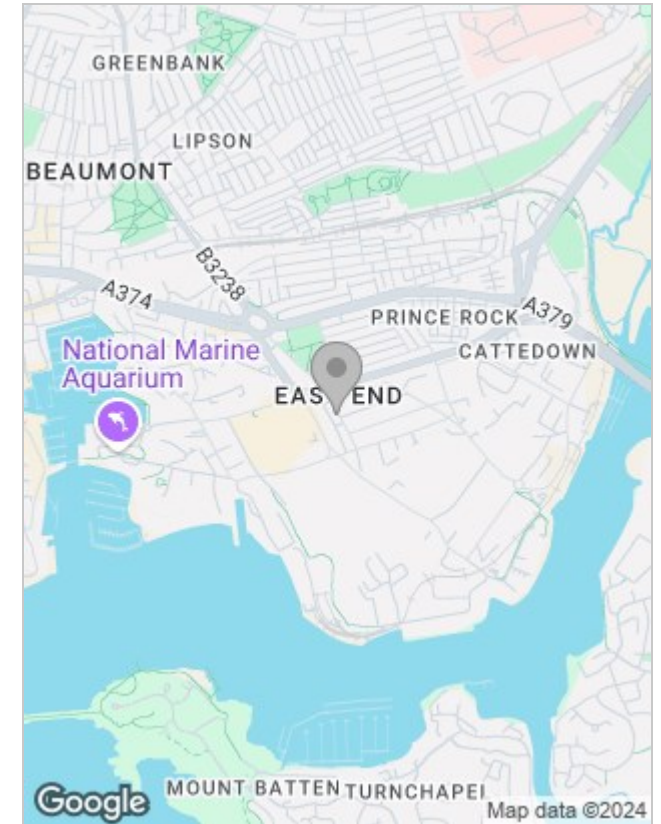 GREENBANK
LIPSON
BEAUMONT
B3238
A374
PRINCE ROCK
A379
National Marine
Aquarium
CATTEDOWN
EAST END
MOUNT BATTEN
TURNCHAPEL
Google
Map data ©2024